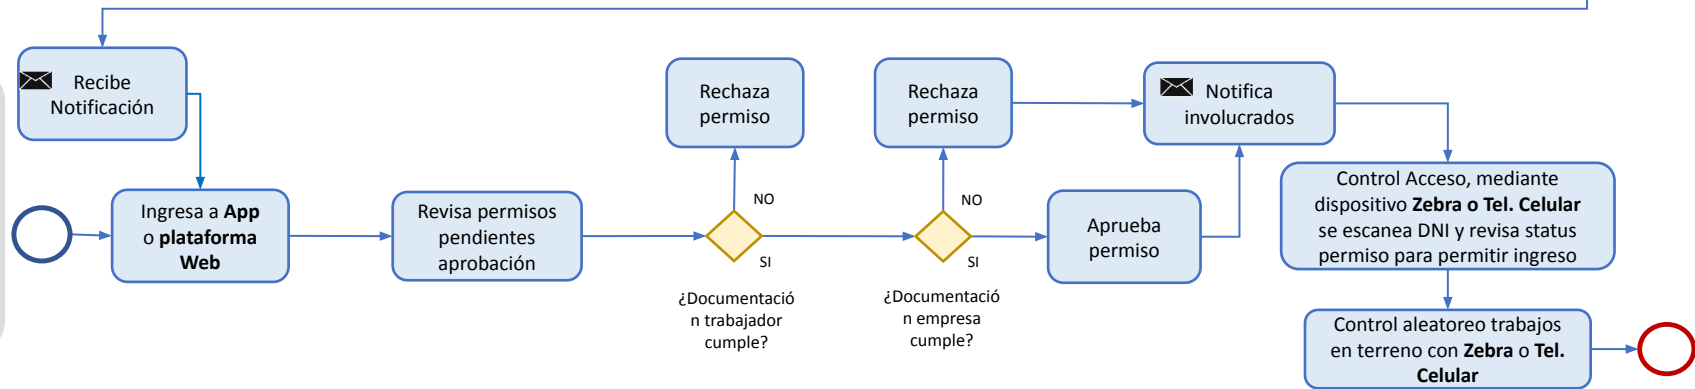 Recibe
Notificación
Ingresa a App
o plataforma
Web
Revisa permisos
pendientes
aprobación
Rechaza
permiso
NO
SI
¿Documentació
n trabajador
cumple?
Rechaza
permiso
NO
SI
¿Documentació
n empresa
cumple?
Aprueba
permiso
Notifica
involucrados
Control Acceso, mediante
dispositivo Zebra o Tel. Celular
se escanea DNI y revisa status
permiso para permitir ingreso
Control aleatoreo trabajos
en terreno con Zebra o Tel.
Celular